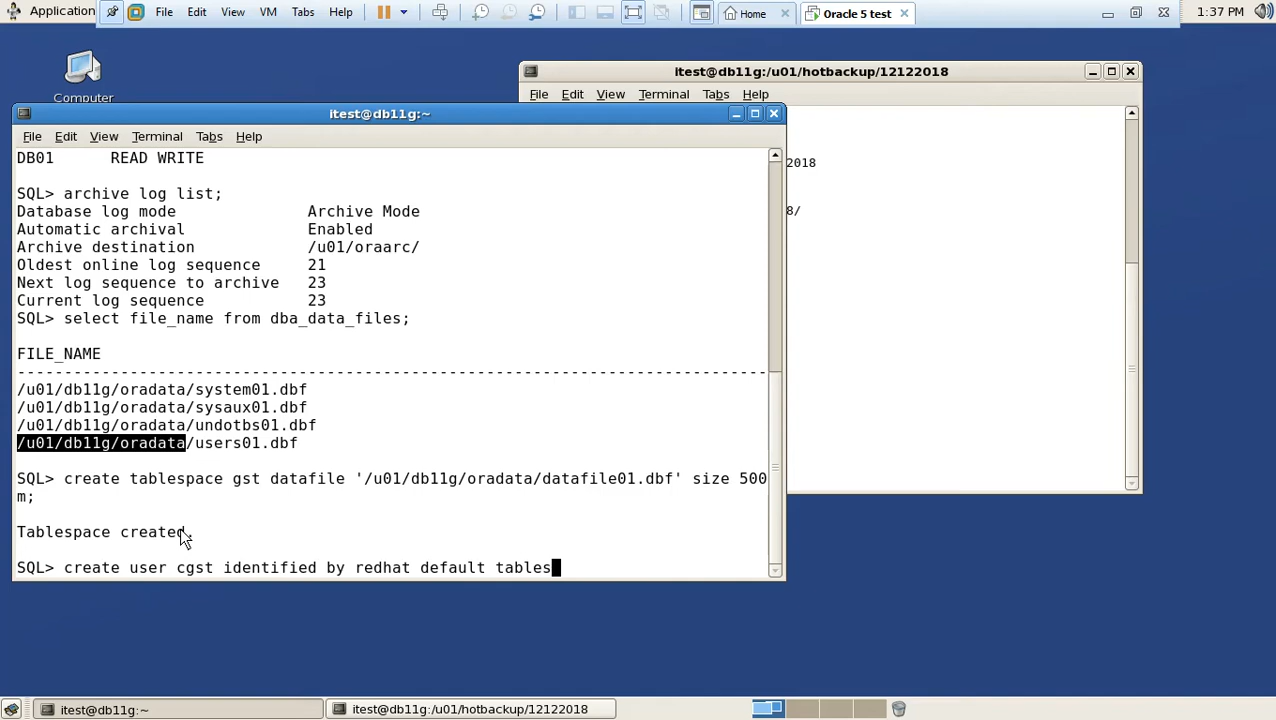 Application File Edit View VM Tabs Help Home Oracle 5 test 1:37 PM
Computer
itest@db11g:/u01/hotbackup/12122018
File Edit View Terminal Tabs Help
2018
8/
itest@db11g:~
File Edit View Terminal Tabs Help
DB01 READ WRITE
SQL> archive log list;
Database log mode Archive Mode
Automatic archival Enabled
Archive destination /u01/oraarc/
Oldest online log sequence 21
Next log sequence to archive 23
Current log sequence 23
SQL> select file_name from dba_data_files;
FILE_NAME
--------------------------------------------------------------------------------
/u01/db11g/oradata/system01.dbf
/u01/db11g/oradata/sysaux01.dbf
/u01/db11g/oradata/undotbs01.dbf
/u01/db11g/oradata/users01.dbf
SQL> create tablespace gst datafile '/u01/db11g/oradata/datafile01.dbf' size 500
m;
Tablespace created.
SQL> create user cgst identified by redhat default tables
itest@db11g:~ itest@db11g:/u01/hotbackup/12122018